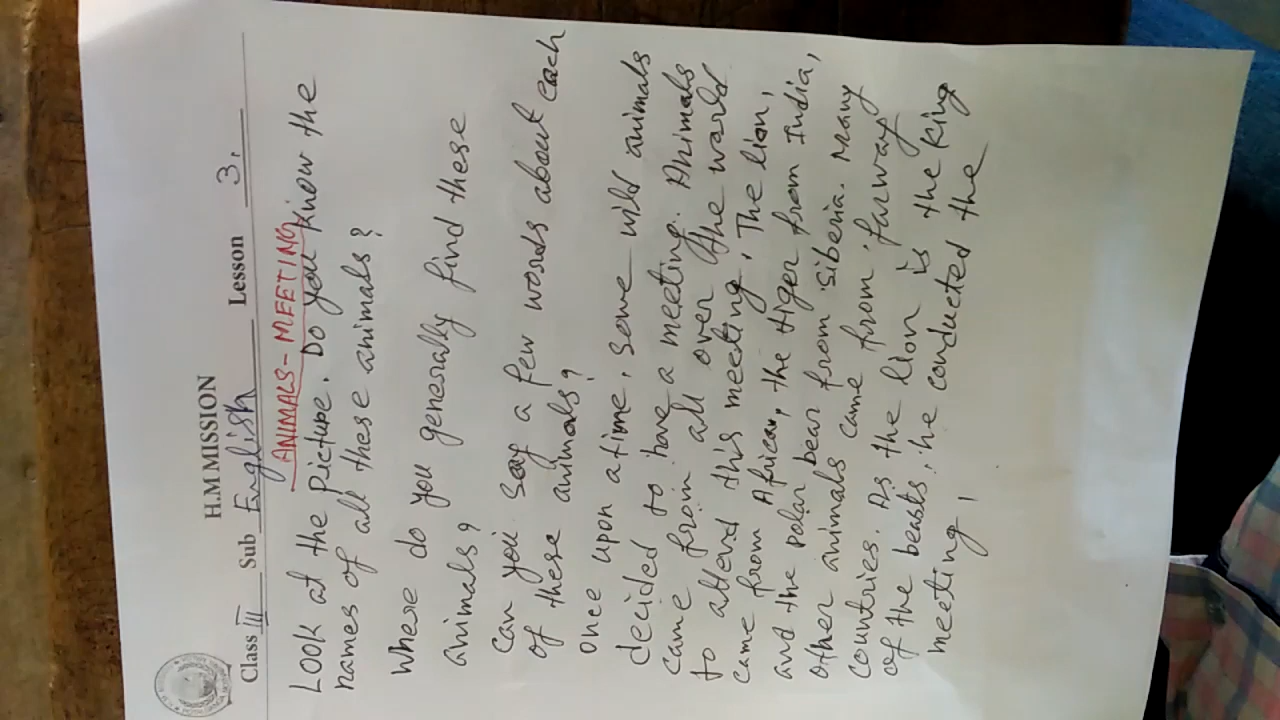 H.M MISSION
Class III Sub English Lesson 3.
ANIMALS - MEETING
Look at the picture. Do you know the
names of all these animals?
Where do you generally find these
animals?
Can you say a few words about each
of these animals?
Once upon a time, some wild animals
decided to have a meeting. Animals
came from all over the world
to attend this meeting. The lion,
came from Africa, the tiger from India,
and the polar bear from Siberia. Many
other animals came from farway
countries. As the lion is the King
of the beasts, he conducted the
meeting.